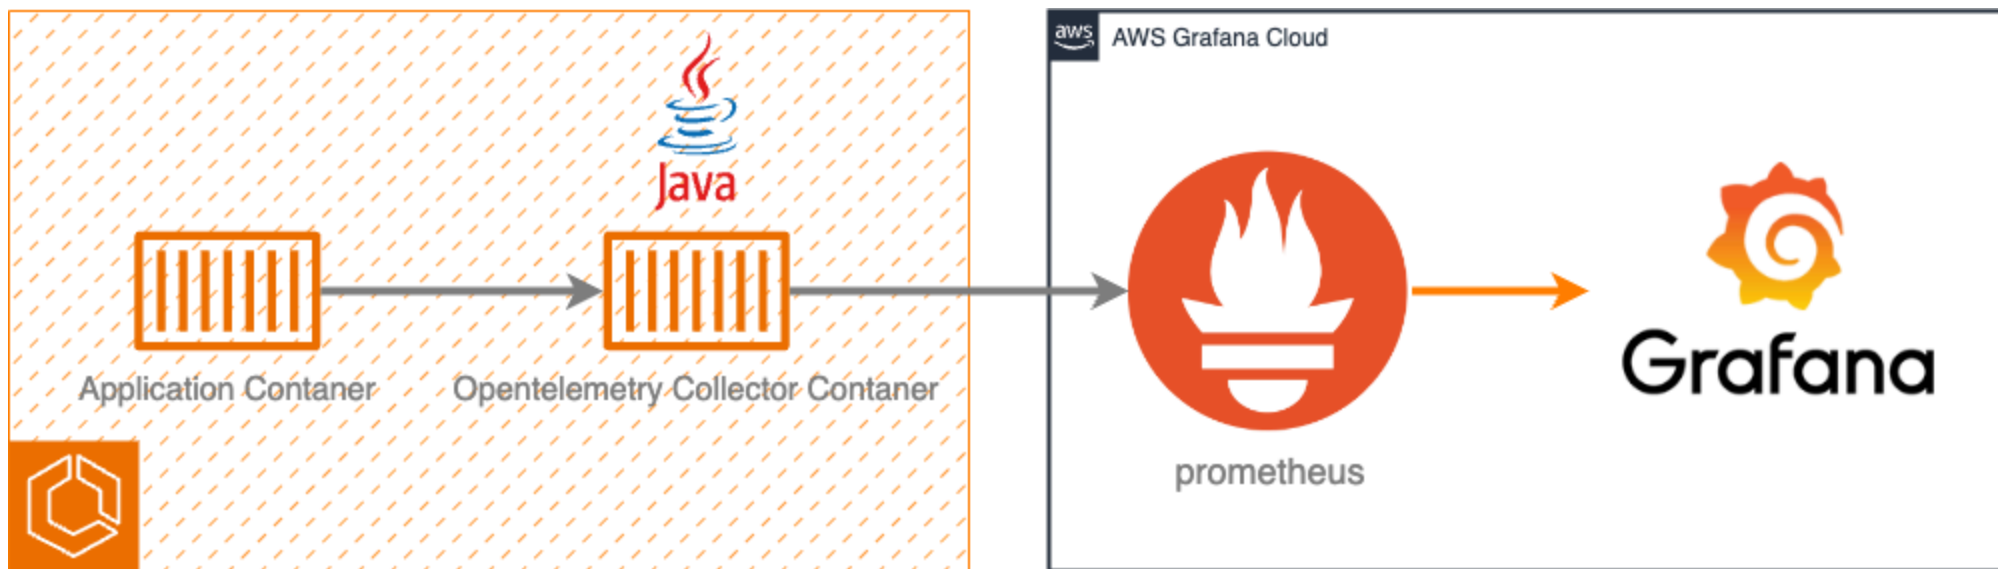 aws
AWS Grafana Cloud
Java
Application Contaner
Opentelemetry Collector Contaner
prometheus
Grafana